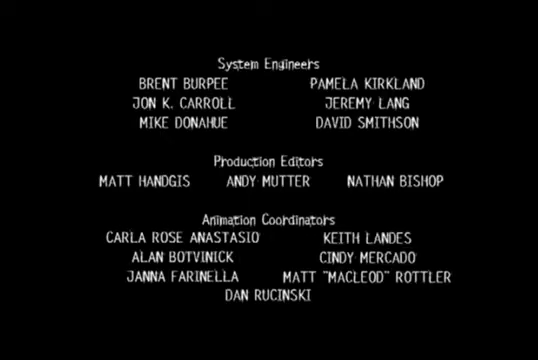 System Engineers
BRENT BURPEE PAMELA KIRKLAND
JON K. CARROLL JEREMY LANG
MIKE DONAHUE DAVID SMITHSON
Production Editors
MATT HANDGIS ANDY MUTTER NATHAN BISHOP
Animation Coordinators
CARLA ROSE ANASTASIO KEITH LANDES
ALAN BOTVINICK CINDY MERCADO
JANNA FARINELLA MATT "MACLEOD" ROTTLER
DAN RUCINSKI